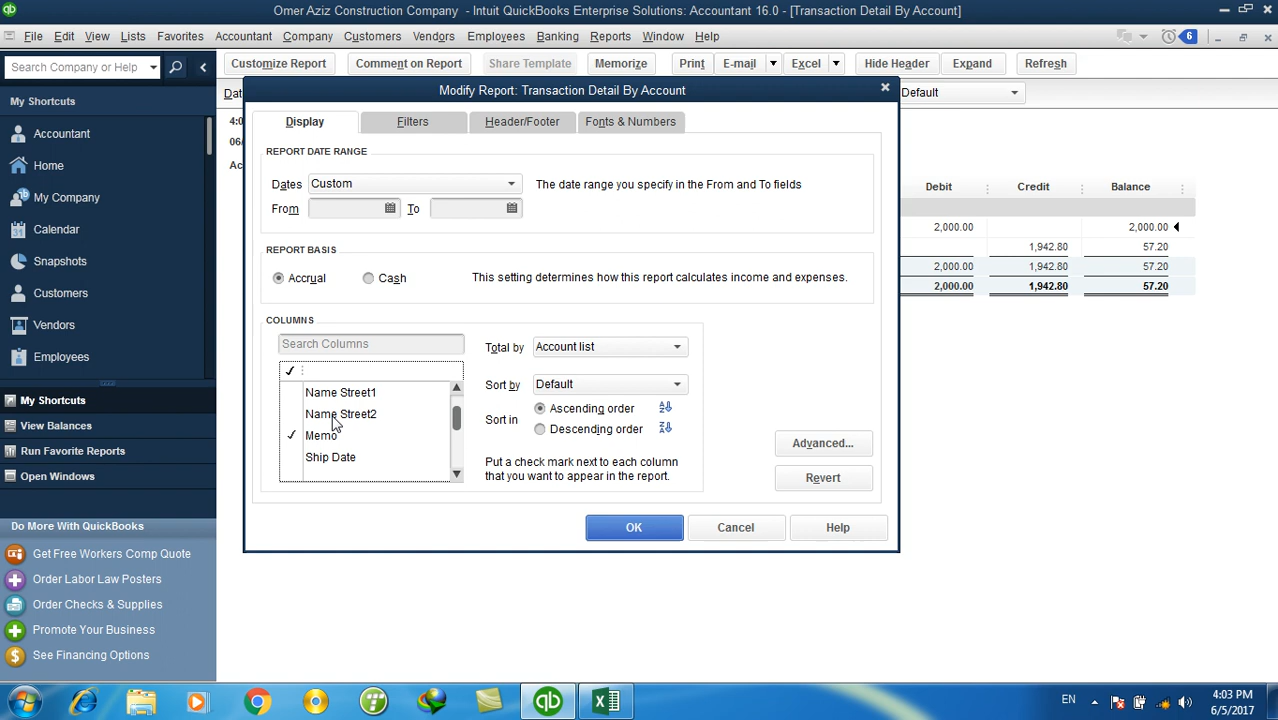 Omer Aziz Construction Company - Intuit QuickBooks Enterprise Solutions: Accountant 16.0 - [Transaction Detail By Account]
File Edit View Lists Favorites Accountant Company Customers Vendors Employees Banking Reports Window Help 6
Search Company or Help
Customize Report Comment on Report Share Template Memorize Print E-mail Excel Hide Header Expand Refresh
Default
My Shortcuts
Accountant
Home
My Company
Calendar
Snapshots
Customers
Vendors
Employees
My Shortcuts
View Balances
Run Favorite Reports
Open Windows
Do More With QuickBooks
Get Free Workers Comp Quote
Order Labor Law Posters
Order Checks & Supplies
Promote Your Business
See Financing Options
Modify Report: Transaction Detail By Account
Display Filters Header/Footer Fonts & Numbers
REPORT DATE RANGE
Dates Custom The date range you specify in the From and To fields
From To
REPORT BASIS
Accrual Cash This setting determines how this report calculates income and expenses.
COLUMNS
Search Columns
Name Street1
Name Street2
Memo
Ship Date
Total by Account list
Sort by Default
Sort in Ascending order
Descending order
Put a check mark next to each column
that you want to appear in the report.
Advanced...
Revert
OK Cancel Help
Debit Credit Balance
2,000.00 2,000.00
1,942.80 57.20
2,000.00 1,942.80 57.20
2,000.00 1,942.80 57.20
EN 4:03 PM
6/5/2017